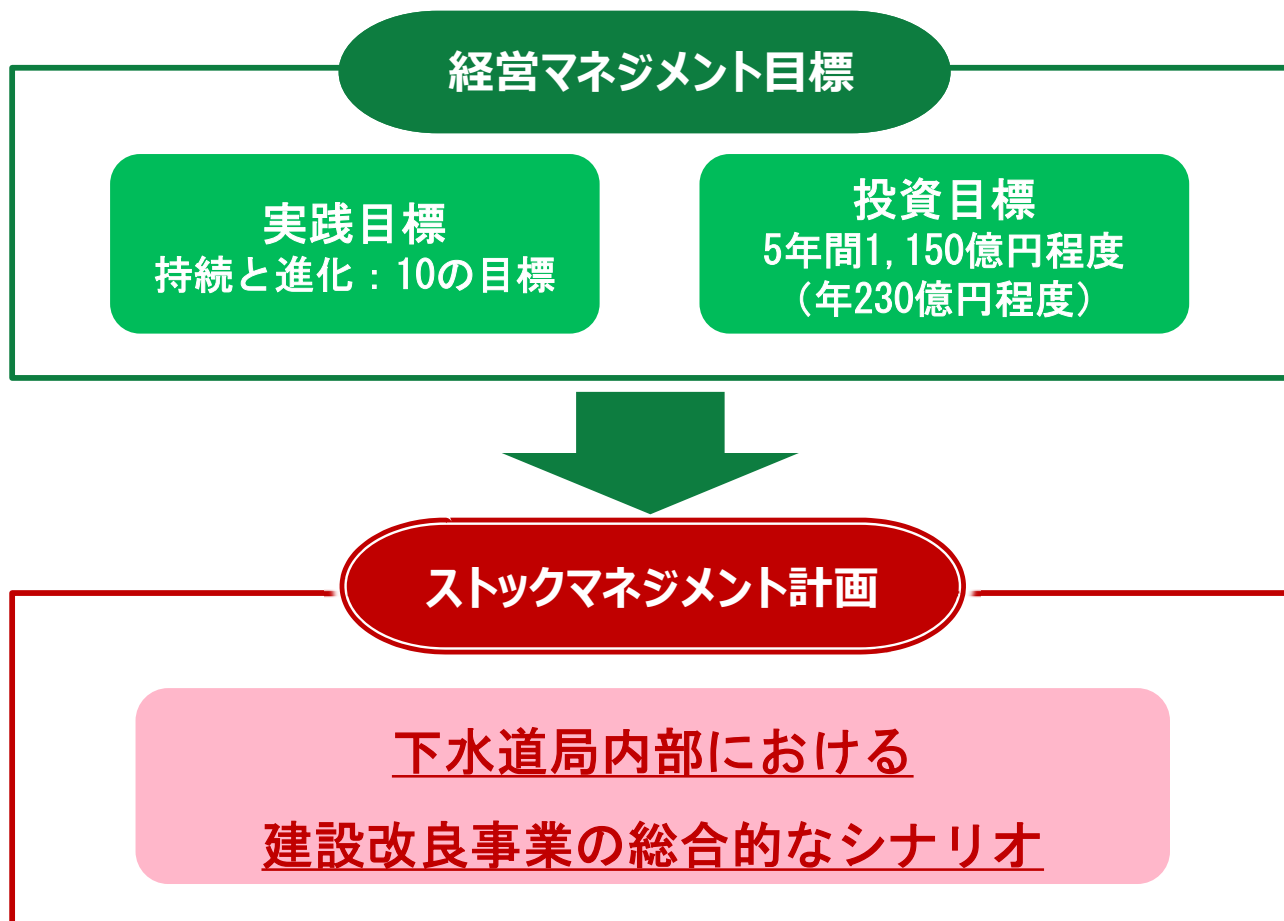 経営マネジメント目標
実践目標
持続と進化：10の目標
投資目標
5年間1,150億円程度
（年230億円程度）
ストックマネジメント計画
下水道局内部における
建設改良事業の総合的なシナリオ